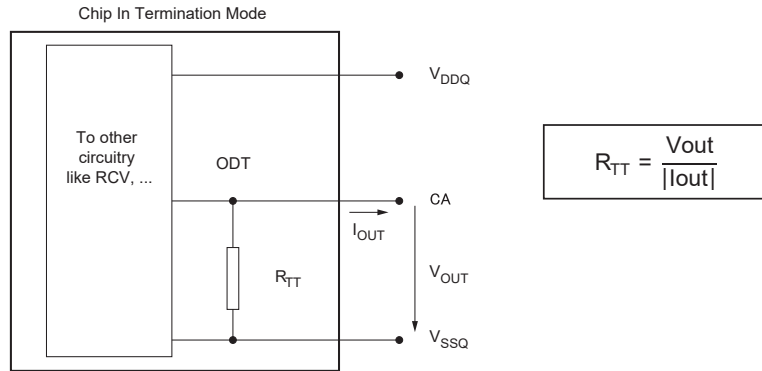 Chip In Termination Mode
To other
circuitry
like RCV, ...
ODT
V_DDQ
CA
I_OUT
R_TT
V_OUT
V_SSQ
R_TT = Vout / |Iout|